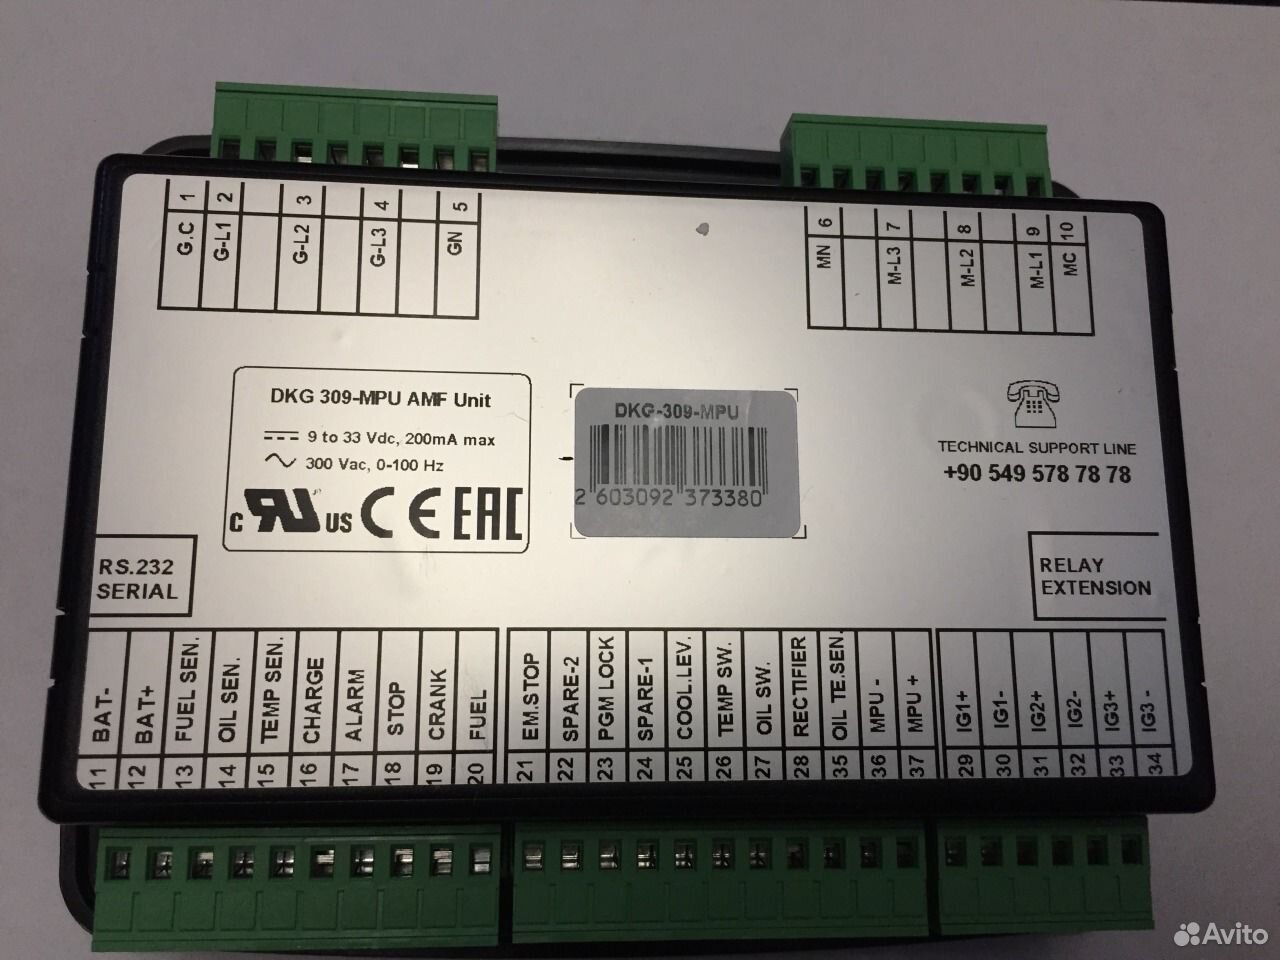 1 2 3 4 5
G.C G-L1 G-L2 G-L3 GN
6 7 8 9 10
MN M-L3 M-L2 M-L1 MC
DKG 309-MPU AMF Unit
9 to 33 Vdc, 200mA max
300 Vac, 0-100 Hz
c RU US CE EAC
DKG-309-MPU
2 603092 373380
TECHNICAL SUPPORT LINE
+90 549 578 78 78
RS.232
SERIAL
RELAY
EXTENSION
BAT- BAT+ FUEL SEN. OIL SEN. TEMP SEN. CHARGE ALARM STOP CRANK FUEL
11 12 13 14 15 16 17 18 19 20
EM.STOP SPARE-2 PGM LOCK SPARE-1 COOL.LEV. TEMP SW. OIL SW. RECTIFIER OIL TE.SEN. MPU - MPU +
21 22 23 24 25 26 27 28 35 36 37
IG1+ IG1- IG2+ IG2- IG3+ IG3 -
29 30 31 32 33 34
Avito